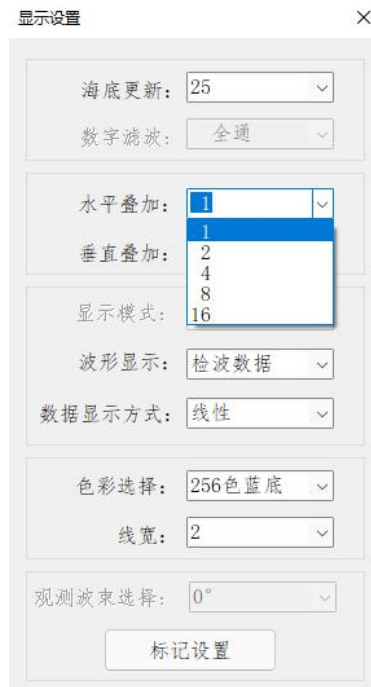 显示设置
海底更新: 25
数字滤波: 全通
水平叠加: 1
1
垂直叠加: 2
4
8
显示模式: 16
波形显示: 检波数据
数据显示方式: 线性
色彩选择: 256色蓝底
线宽: 2
观测波束选择: 0°
标记设置